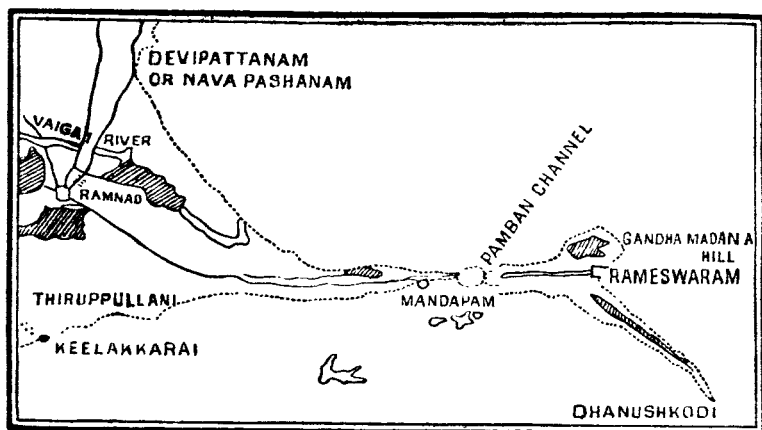 DEVIPATTANAM
OR NAVA PASHANAM
VAIGAI RIVER
RAMNAD
PAMBAN CHANNEL
GANDHA MADANA
HILL
RAMESWARAM
MANDAPAM
THIRUPPULLANI
KEELAKKARAI
DHANUSHKODI